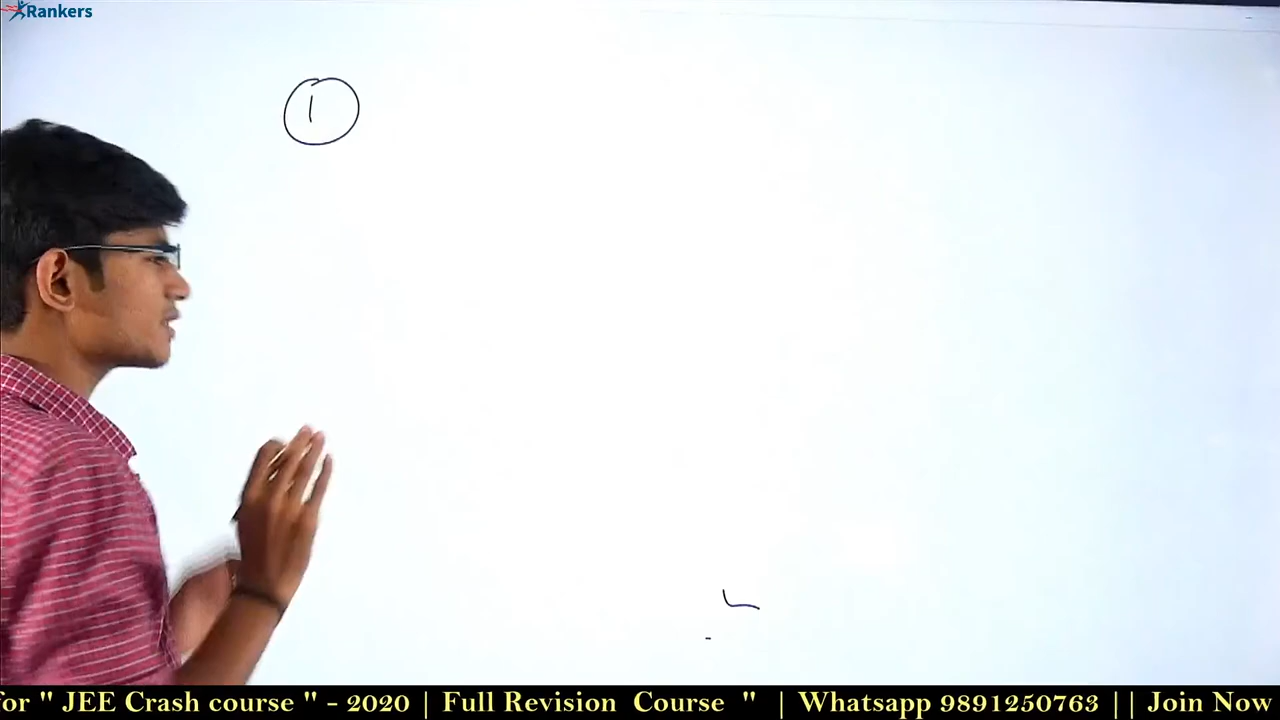 Rankers
1
for " JEE Crash course " - 2020 | Full Revision Course " | Whatsapp 9891250763 || Join Now